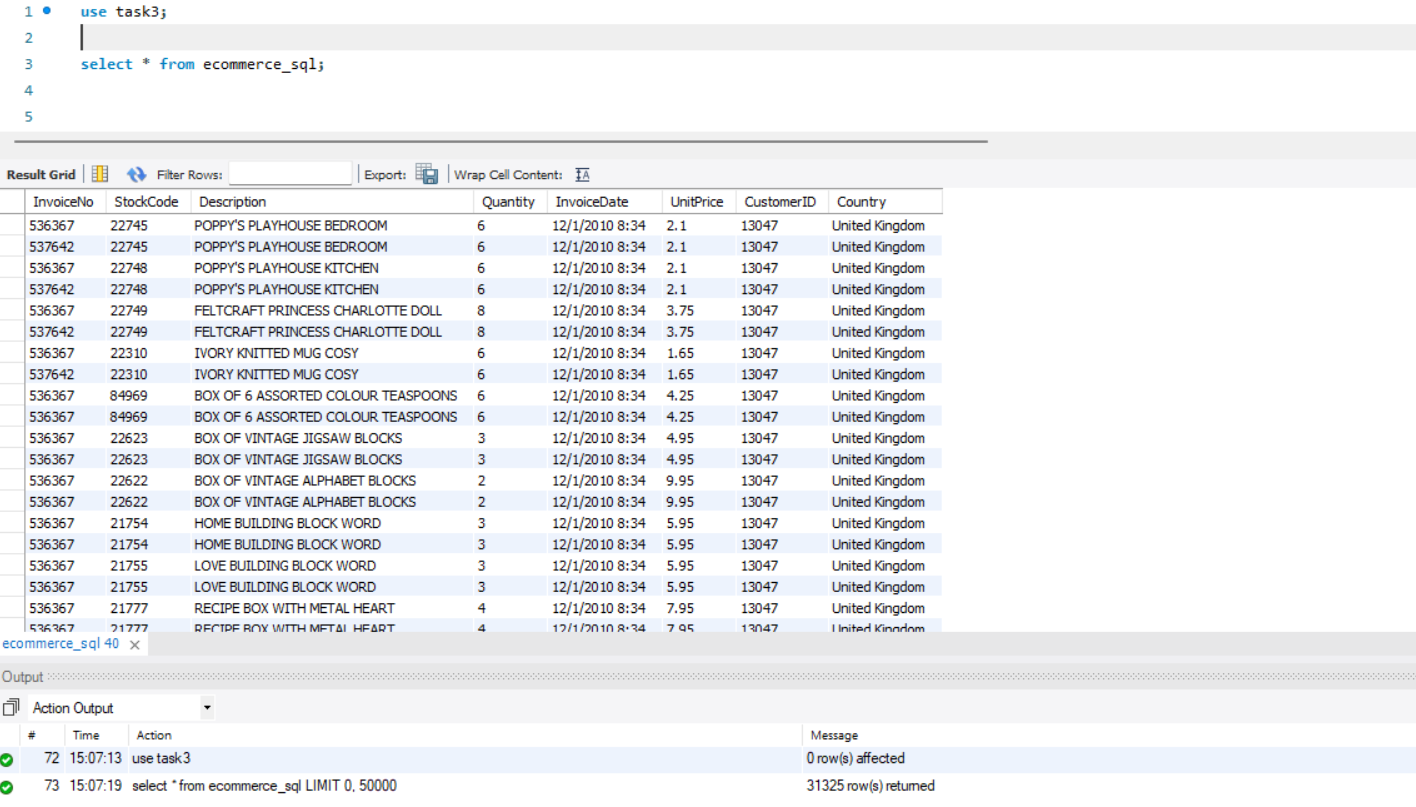 1 use task3;
2
3 select * from ecommerce_sql;
4
5
Result Grid Filter Rows: Export: Wrap Cell Content: IA
InvoiceNo StockCode Description Quantity InvoiceDate UnitPrice CustomerID Country
536367 22745 POPPY'S PLAYHOUSE BEDROOM 6 12/1/2010 8:34 2.1 13047 United Kingdom
537642 22745 POPPY'S PLAYHOUSE BEDROOM 6 12/1/2010 8:34 2.1 13047 United Kingdom
536367 22748 POPPY'S PLAYHOUSE KITCHEN 6 12/1/2010 8:34 2.1 13047 United Kingdom
537642 22748 POPPY'S PLAYHOUSE KITCHEN 6 12/1/2010 8:34 2.1 13047 United Kingdom
536367 22749 FELTCRAFT PRINCESS CHARLOTTE DOLL 8 12/1/2010 8:34 3.75 13047 United Kingdom
537642 22749 FELTCRAFT PRINCESS CHARLOTTE DOLL 8 12/1/2010 8:34 3.75 13047 United Kingdom
536367 22310 IVORY KNITTED MUG COSY 6 12/1/2010 8:34 1.65 13047 United Kingdom
537642 22310 IVORY KNITTED MUG COSY 6 12/1/2010 8:34 1.65 13047 United Kingdom
536367 84969 BOX OF 6 ASSORTED COLOUR TEASPOONS 6 12/1/2010 8:34 4.25 13047 United Kingdom
536367 84969 BOX OF 6 ASSORTED COLOUR TEASPOONS 6 12/1/2010 8:34 4.25 13047 United Kingdom
536367 22623 BOX OF VINTAGE JIGSAW BLOCKS 3 12/1/2010 8:34 4.95 13047 United Kingdom
536367 22623 BOX OF VINTAGE JIGSAW BLOCKS 3 12/1/2010 8:34 4.95 13047 United Kingdom
536367 22622 BOX OF VINTAGE ALPHABET BLOCKS 2 12/1/2010 8:34 9.95 13047 United Kingdom
536367 22622 BOX OF VINTAGE ALPHABET BLOCKS 2 12/1/2010 8:34 9.95 13047 United Kingdom
536367 21754 HOME BUILDING BLOCK WORD 3 12/1/2010 8:34 5.95 13047 United Kingdom
536367 21754 HOME BUILDING BLOCK WORD 3 12/1/2010 8:34 5.95 13047 United Kingdom
536367 21755 LOVE BUILDING BLOCK WORD 3 12/1/2010 8:34 5.95 13047 United Kingdom
536367 21755 LOVE BUILDING BLOCK WORD 3 12/1/2010 8:34 5.95 13047 United Kingdom
536367 21777 RECIPE BOX WITH METAL HEART 4 12/1/2010 8:34 7.95 13047 United Kingdom
536367 21777 RECIPE BOX WITH METAL HEART 4 12/1/2010 8:34 7.95 13047 United Kingdom
ecommerce_sql 40
Output
Action Output
# Time Action Message
72 15:07:13 use task3 0 row(s) affected
73 15:07:19 select * from ecommerce_sql LIMIT 0, 50000 31325 row(s) returned